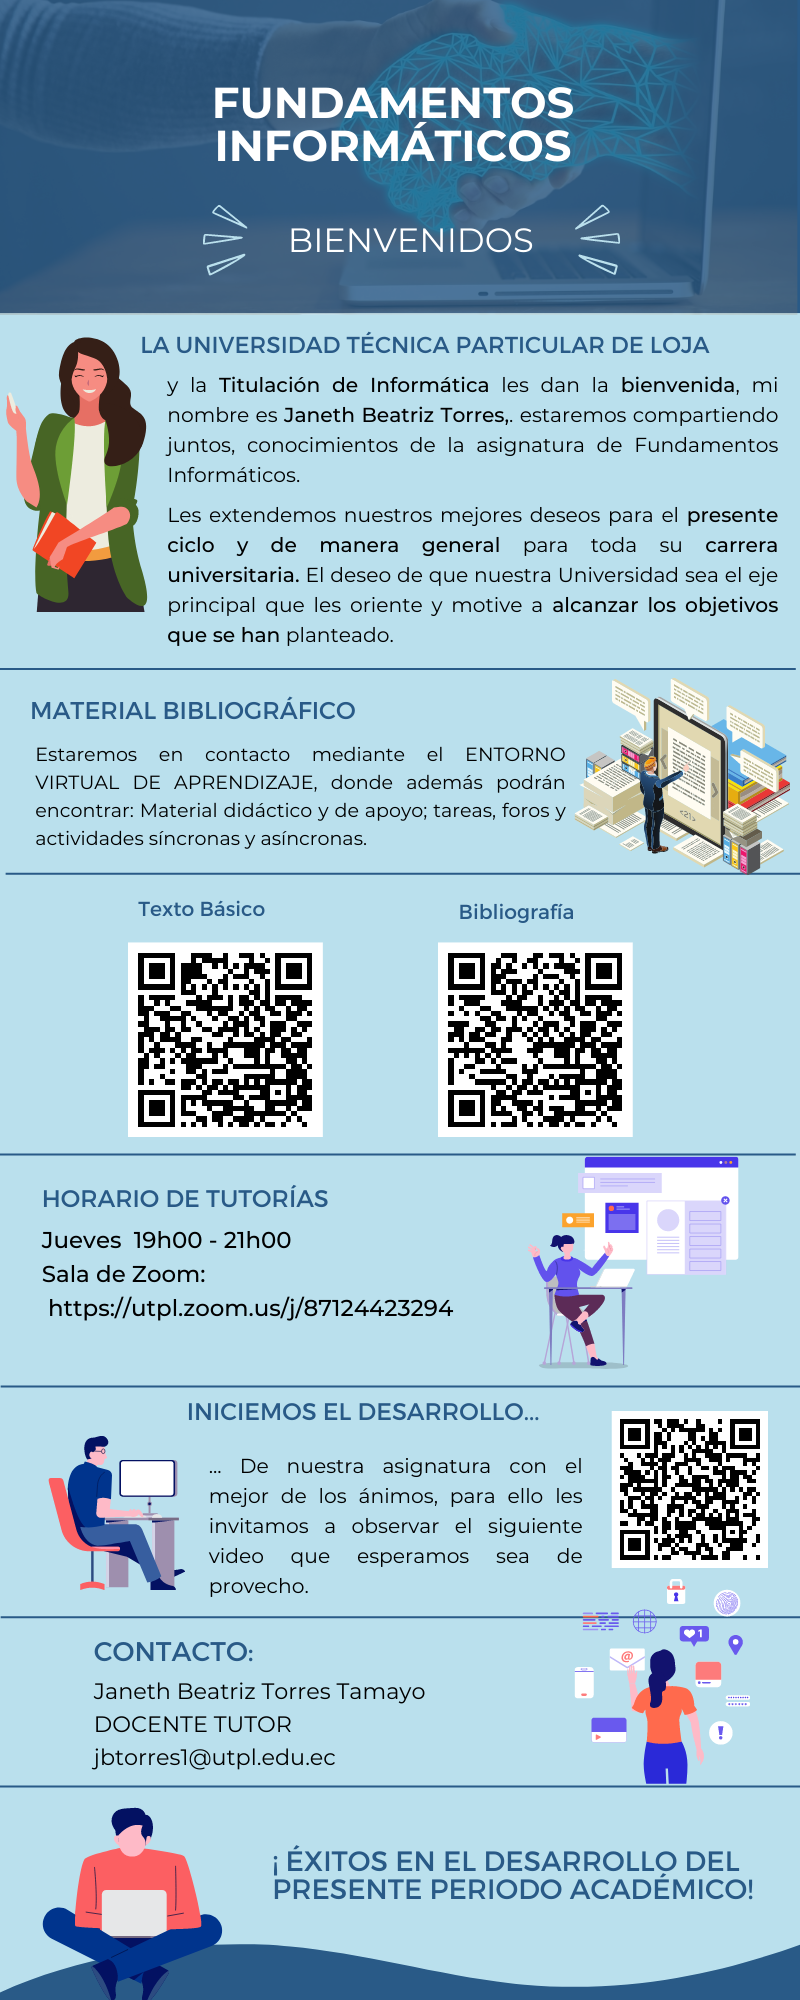 FUNDAMENTOS
INFORMÁTICOS
BIENVENIDOS
LA UNIVERSIDAD TÉCNICA PARTICULAR DE LOJA
y la Titulación de Informática les dan la bienvenida, mi
nombre es Janeth Beatriz Torres,. estaremos compartiendo
juntos, conocimientos de la asignatura de Fundamentos
Informáticos.
Les extendemos nuestros mejores deseos para el presente
ciclo y de manera general para toda su carrera
universitaria. El deseo de que nuestra Universidad sea el eje
principal que les oriente y motive a alcanzar los objetivos
que se han planteado.
MATERIAL BIBLIOGRÁFICO
Estaremos en contacto mediante el ENTORNO
VIRTUAL DE APRENDIZAJE, donde además podrán
encontrar: Material didáctico y de apoyo; tareas, foros y
actividades síncronas y asíncronas.
Texto Básico
Bibliografía
HORARIO DE TUTORÍAS
Jueves 19h00 - 21h00
Sala de Zoom:
https://utpl.zoom.us/j/87124423294
INICIEMOS EL DESARROLLO...
... De nuestra asignatura con el
mejor de los ánimos, para ello les
invitamos a observar el siguiente
video que esperamos sea de
provecho.
1
@
!
CONTACTO:
Janeth Beatriz Torres Tamayo
DOCENTE TUTOR
jbtorres1@utpl.edu.ec
¡ ÉXITOS EN EL DESARROLLO DEL
PRESENTE PERIODO ACADÉMICO!